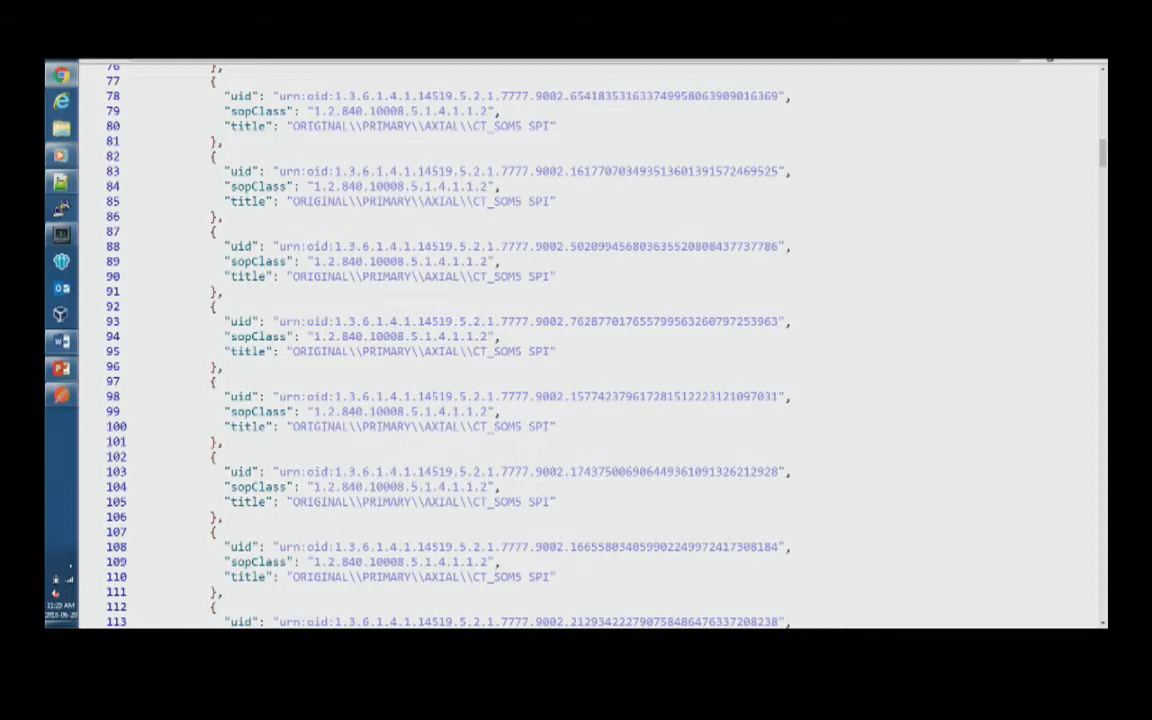 76 },
77 {
78 "uid": "urn:oid:1.3.6.1.4.1.14519.5.2.1.7777.9002.654183531633749958063909016369",
79 "sopClass": "1.2.840.10008.5.1.4.1.1.2",
80 "title": "ORIGINAL\\PRIMARY\\AXIAL\\CT_SOM5 SPI"
81 },
82 {
83 "uid": "urn:oid:1.3.6.1.4.1.14519.5.2.1.7777.9002.161770703493513601391572469525",
84 "sopClass": "1.2.840.10008.5.1.4.1.1.2",
85 "title": "ORIGINAL\\PRIMARY\\AXIAL\\CT_SOM5 SPI"
86 },
87 {
88 "uid": "urn:oid:1.3.6.1.4.1.14519.5.2.1.7777.9002.502099456803635520808437737786",
89 "sopClass": "1.2.840.10008.5.1.4.1.1.2",
90 "title": "ORIGINAL\\PRIMARY\\AXIAL\\CT_SOM5 SPI"
91 },
92 {
93 "uid": "urn:oid:1.3.6.1.4.1.14519.5.2.1.7777.9002.762877017655799563260797253963",
94 "sopClass": "1.2.840.10008.5.1.4.1.1.2",
95 "title": "ORIGINAL\\PRIMARY\\AXIAL\\CT_SOM5 SPI"
96 },
97 {
98 "uid": "urn:oid:1.3.6.1.4.1.14519.5.2.1.7777.9002.157742379617281512223121097031",
99 "sopClass": "1.2.840.10008.5.1.4.1.1.2",
100 "title": "ORIGINAL\\PRIMARY\\AXIAL\\CT_SOM5 SPI"
101 },
102 {
103 "uid": "urn:oid:1.3.6.1.4.1.14519.5.2.1.7777.9002.174375006906449361091326212928",
104 "sopClass": "1.2.840.10008.5.1.4.1.1.2",
105 "title": "ORIGINAL\\PRIMARY\\AXIAL\\CT_SOM5 SPI"
106 },
107 {
108 "uid": "urn:oid:1.3.6.1.4.1.14519.5.2.1.7777.9002.166558034059902249972417308184",
109 "sopClass": "1.2.840.10008.5.1.4.1.1.2",
110 "title": "ORIGINAL\\PRIMARY\\AXIAL\\CT_SOM5 SPI"
111 },
112 {
113 "uid": "urn:oid:1.3.6.1.4.1.14519.5.2.1.7777.9002.212934222790758486476337208238",
11:29 AM